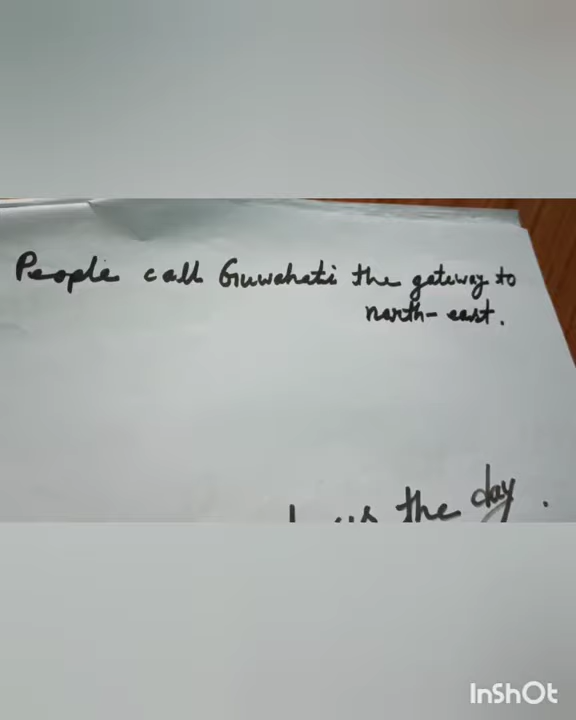 People call Guwahati the gateway to
north-east.
the day.
InShOt